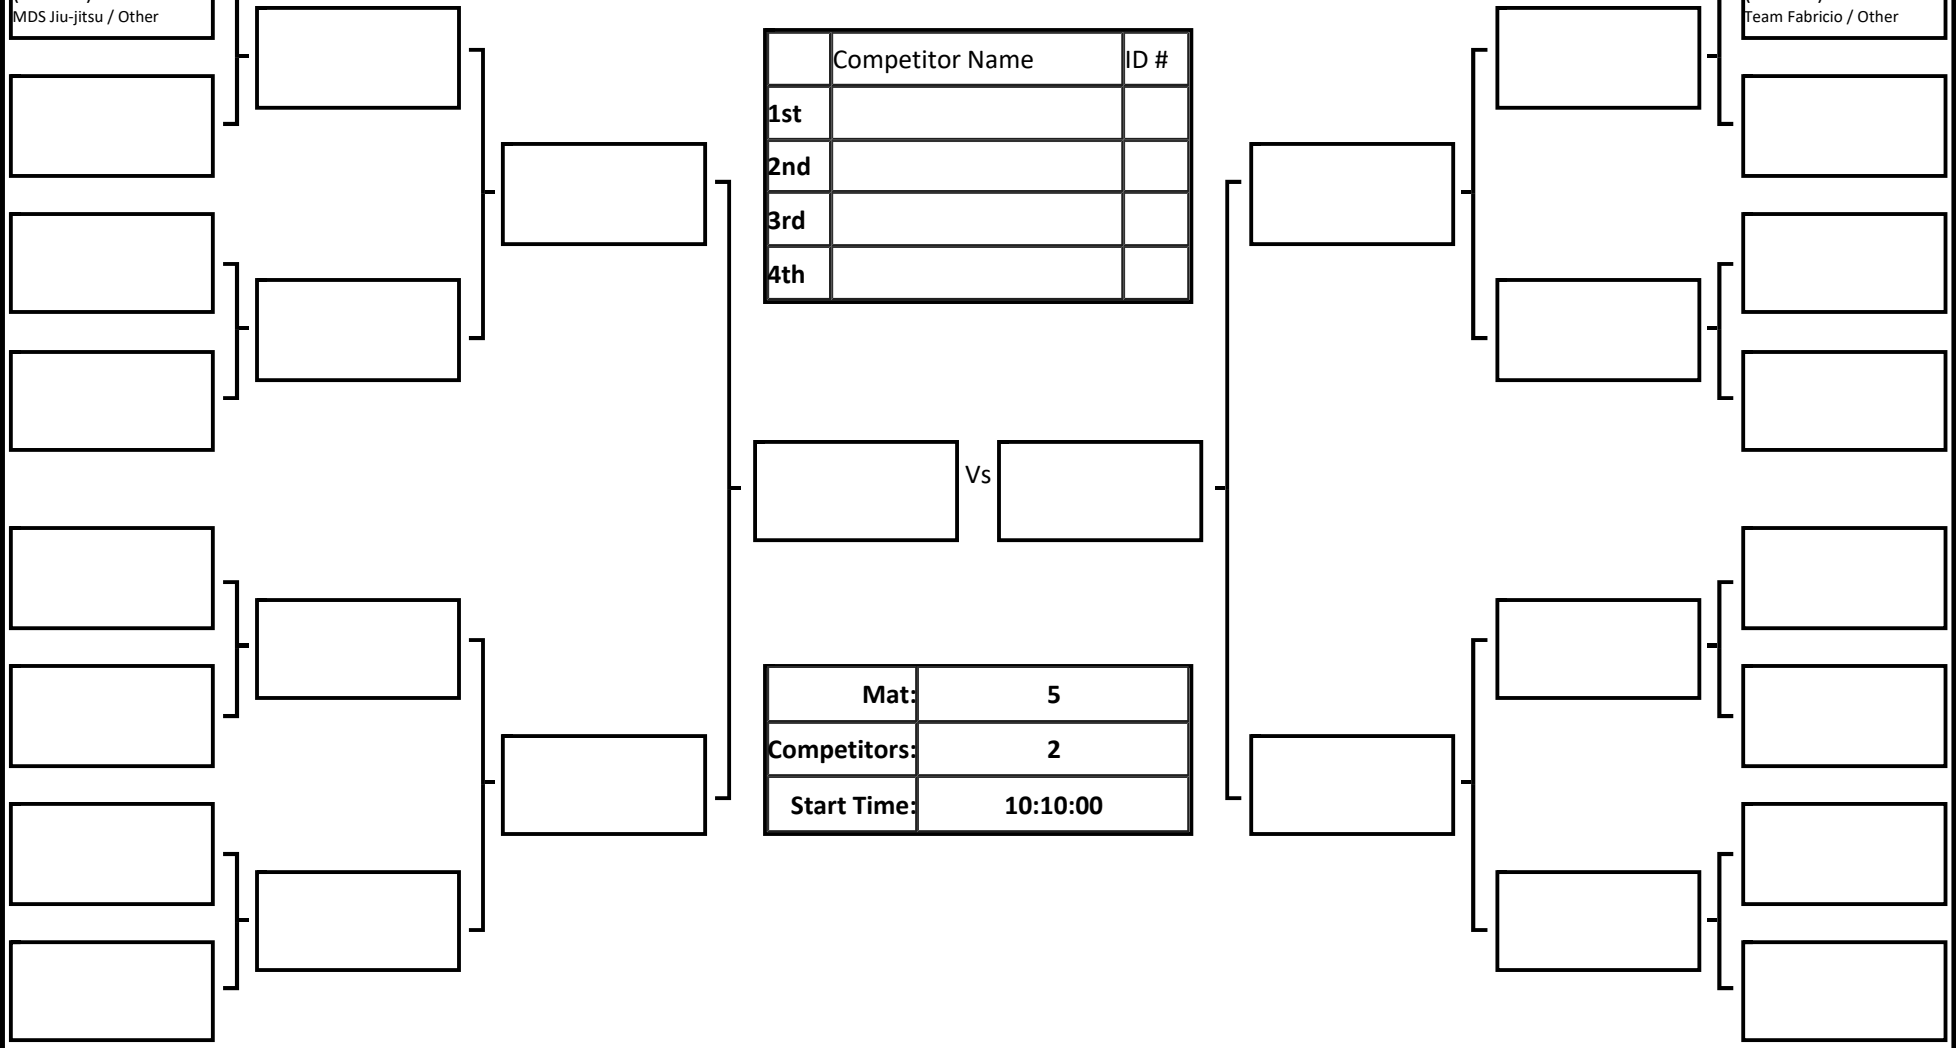 MDS Jiu-jitsu / Other
Team Fabricio / Other
Competitor Name ID #
1st
2nd
3rd
4th
Vs
Mat: 5
Competitors: 2
Start Time: 10:10:00